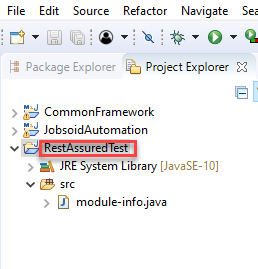 File Edit Source Refactor Navigate Sear
Package Explorer Project Explorer
CommonFramework
JobsoidAutomation
RestAssuredTest
JRE System Library [JavaSE-10]
src
module-info.java